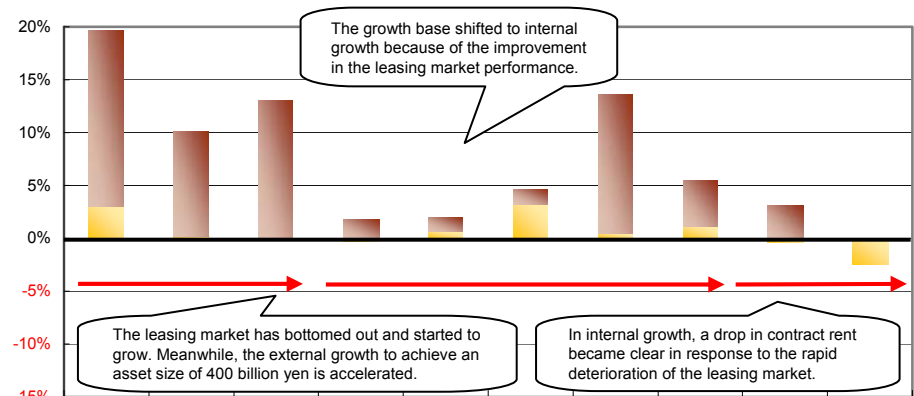 20%
The growth base shifted to internal
growth because of the improvement
in the leasing market performance.
15%
10%
5%
0%
-5%
The leasing market has bottomed out and started to
grow. Meanwhile, the external growth to achieve an
asset size of 400 billion yen is accelerated.
In internal growth, a drop in contract rent
became clear in response to the rapid
deterioration of the leasing market.
-10%
-15%